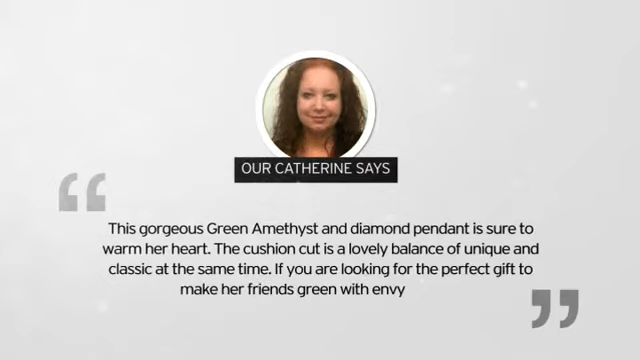 OUR CATHERINE SAYS
This gorgeous Green Amethyst and diamond pendant is sure to
warm her heart. The cushion cut is a lovely balance of unique and
classic at the same time. If you are looking for the perfect gift to
make her friends green with envy